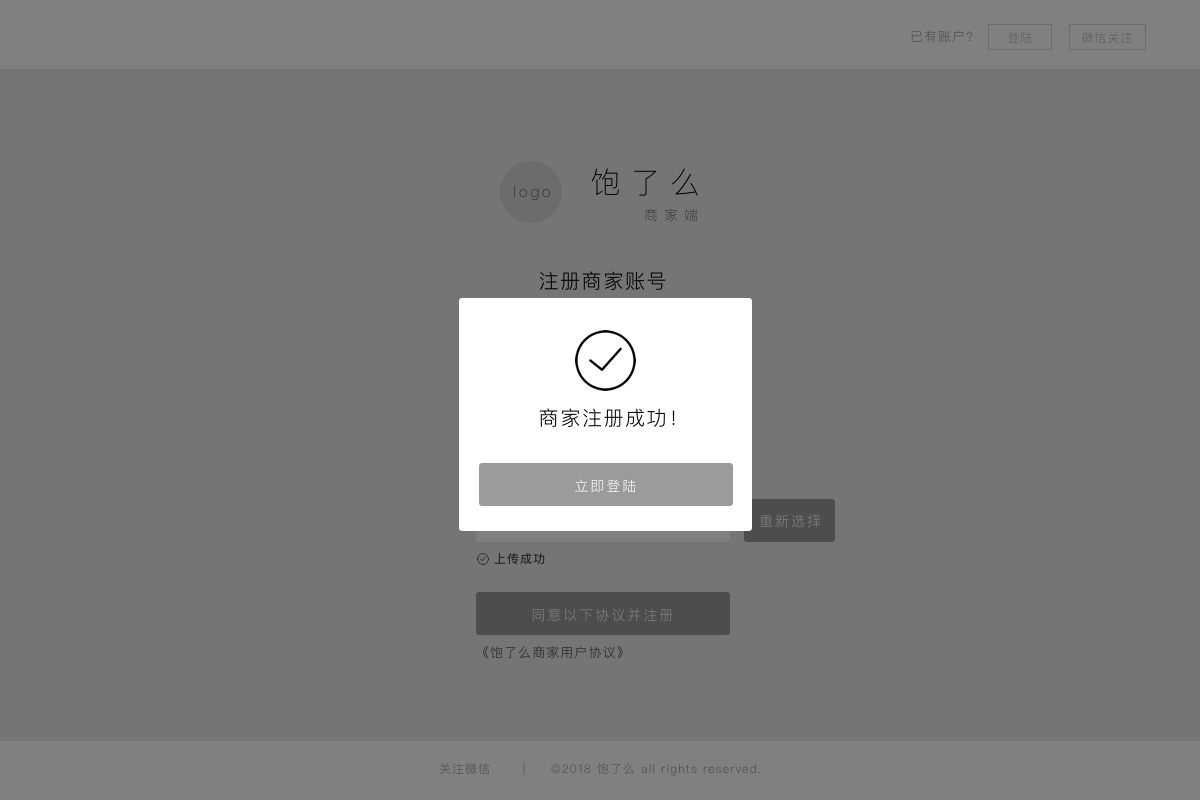 已有账户? 登陆 微信关注
logo
饱了么
商家端
注册商家账号
商家注册成功!
立即登陆
重新选择
上传成功
同意以下协议并注册
《饱了么商家用户协议》
关注微信 | ©2018 饱了么 all rights reserved.